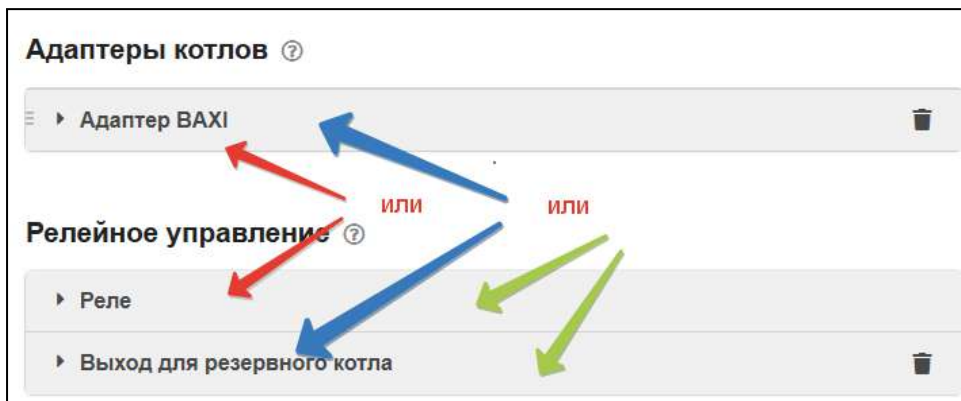 Адаптеры котлов ?
Адаптер BAXI
или
или
Релейное управление ?
Реле
Выход для резервного котла